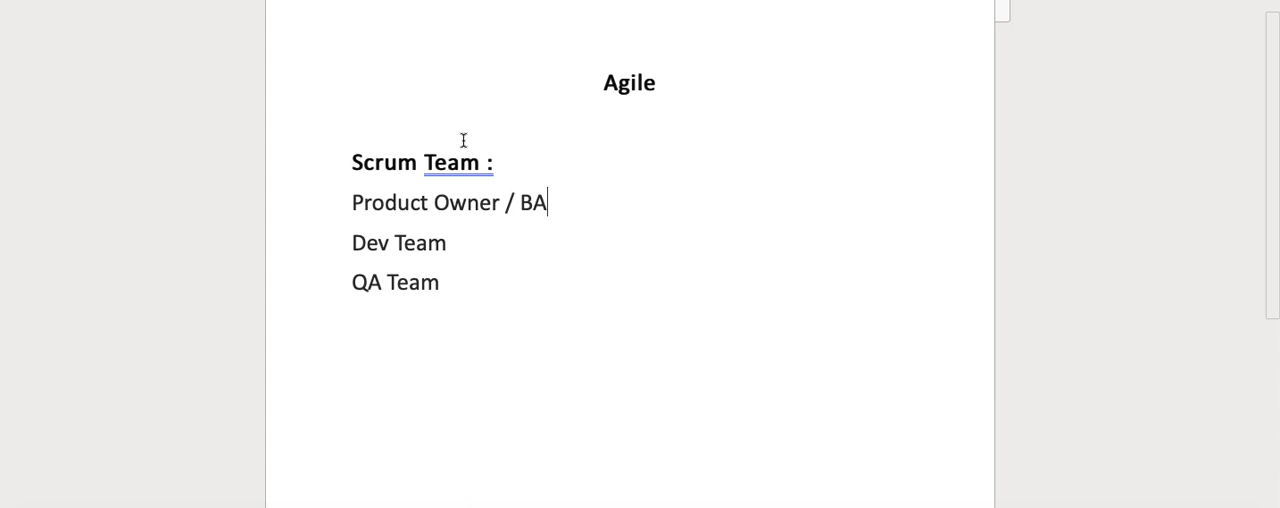 Agile
Scrum Team :
Product Owner / BA
Dev Team
QA Team